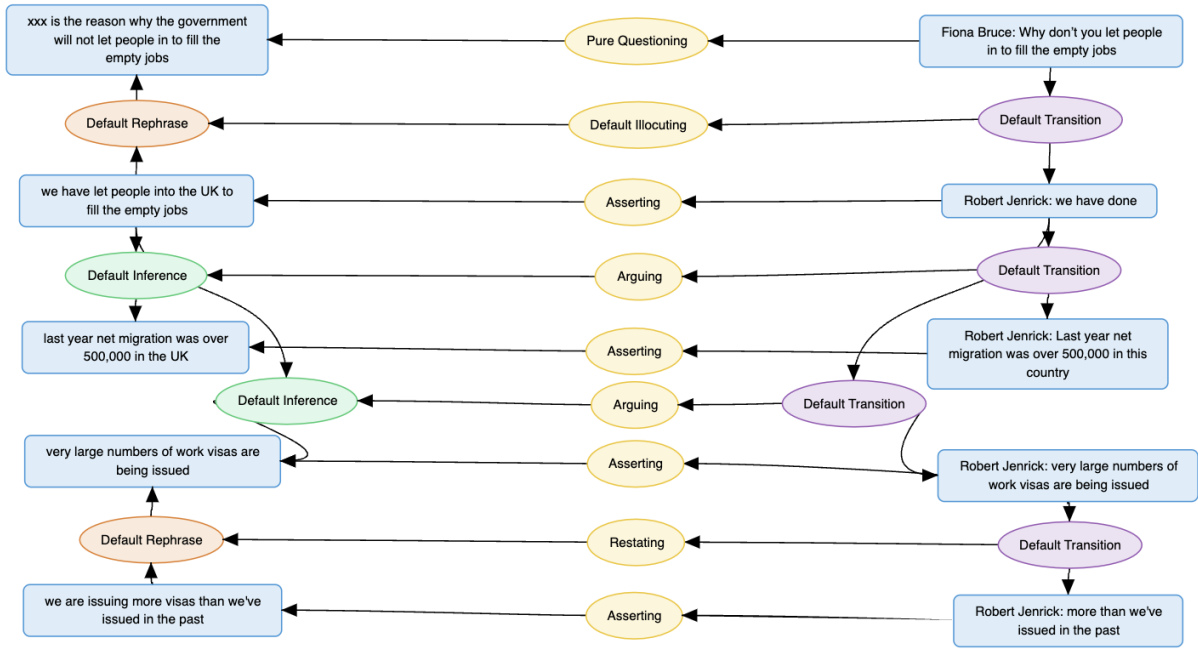 xxx is the reason why the government
will not let people in to fill the
empty jobs
Pure Questioning
Fiona Bruce: Why don't you let people
in to fill the empty jobs
Default Rephrase
Default Illocuting
Default Transition
we have let people into the UK to
fill the empty jobs
Asserting
Robert Jenrick: we have done
Default Inference
Arguing
Default Transition
last year net migration was over
500,000 in the UK
Asserting
Robert Jenrick: Last year net
migration was over 500,000 in this
country
Default Inference
Arguing
Default Transition
very large numbers of work visas are
being issued
Asserting
Robert Jenrick: very large numbers of
work visas are being issued
Default Rephrase
Restating
Default Transition
we are issuing more visas than we've
issued in the past
Asserting
Robert Jenrick: more than we've
issued in the past